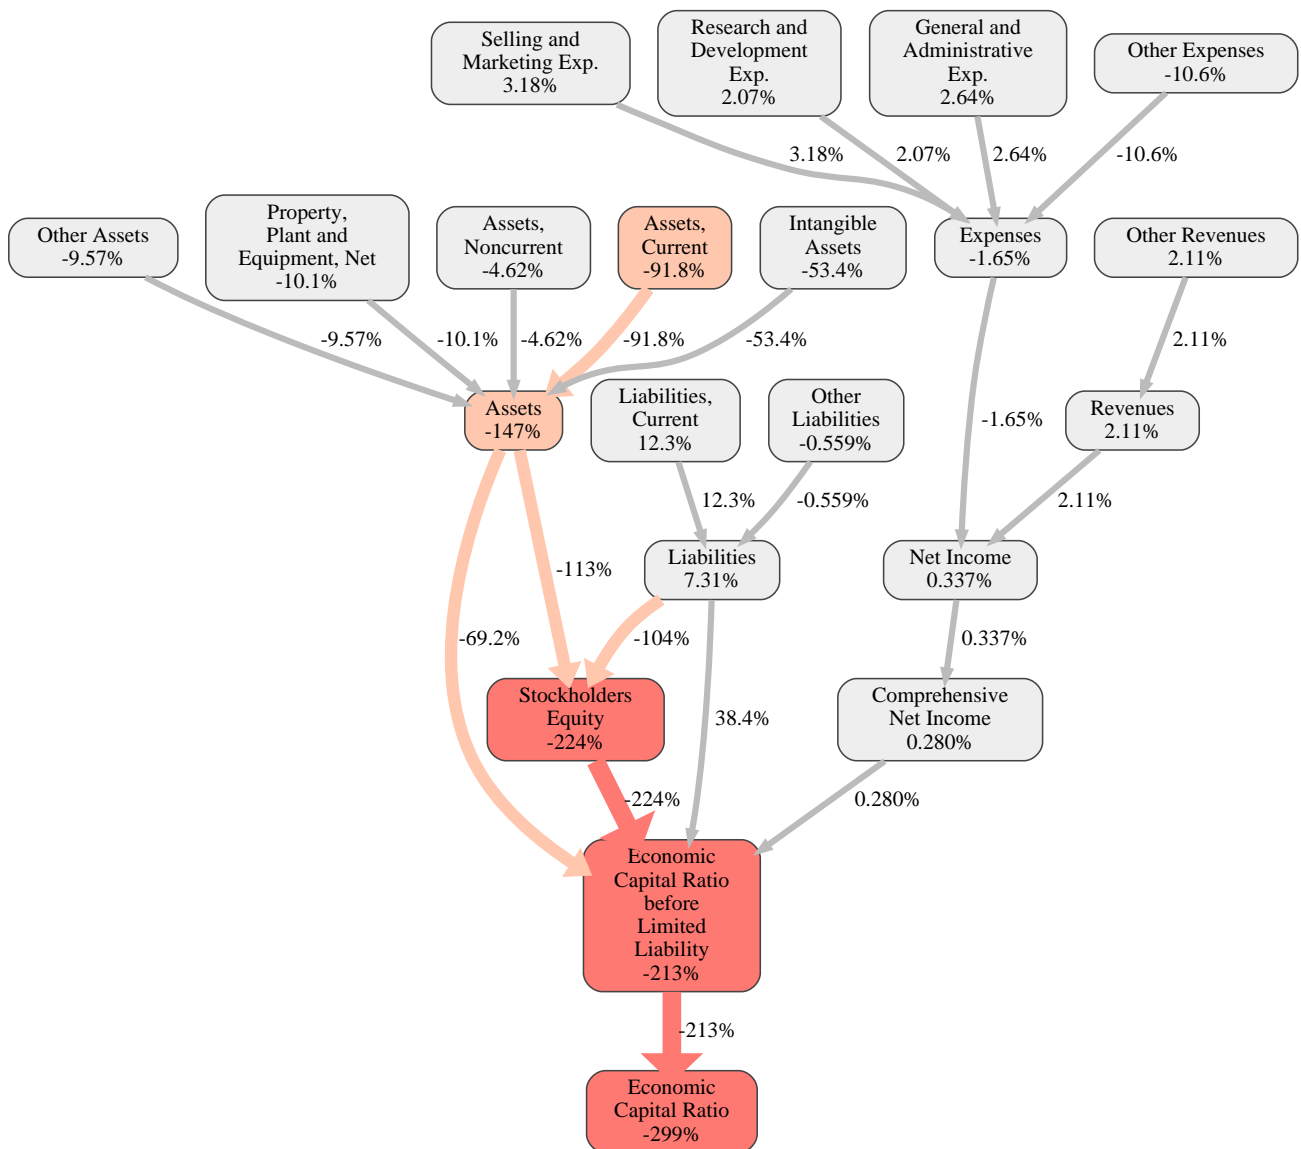 Selling and
Marketing Exp.
3.18%
Research and
Development
Exp.
2.07%
General and
Administrative
Exp.
2.64%
Other Expenses
-10.6%
3.18%
2.07%
2.64%
-10.6%
Other Assets
-9.57%
Property,
Plant and
Equipment, Net
-10.1%
Assets,
Noncurrent
-4.62%
Assets,
Current
-91.8%
Intangible
Assets
-53.4%
Expenses
-1.65%
Other Revenues
2.11%
-9.57%
-10.1%
-4.62%
-91.8%
-53.4%
2.11%
Assets
-147%
Liabilities,
Current
12.3%
Other
Liabilities
-0.559%
-1.65%
Revenues
2.11%
12.3%
-0.559%
2.11%
-113%
Liabilities
7.31%
Net Income
0.337%
-69.2%
-104%
0.337%
Stockholders
Equity
-224%
38.4%
Comprehensive
Net Income
0.280%
-224%
0.280%
Economic
Capital Ratio
before
Limited
Liability
-213%
-213%
Economic
Capital Ratio
-299%